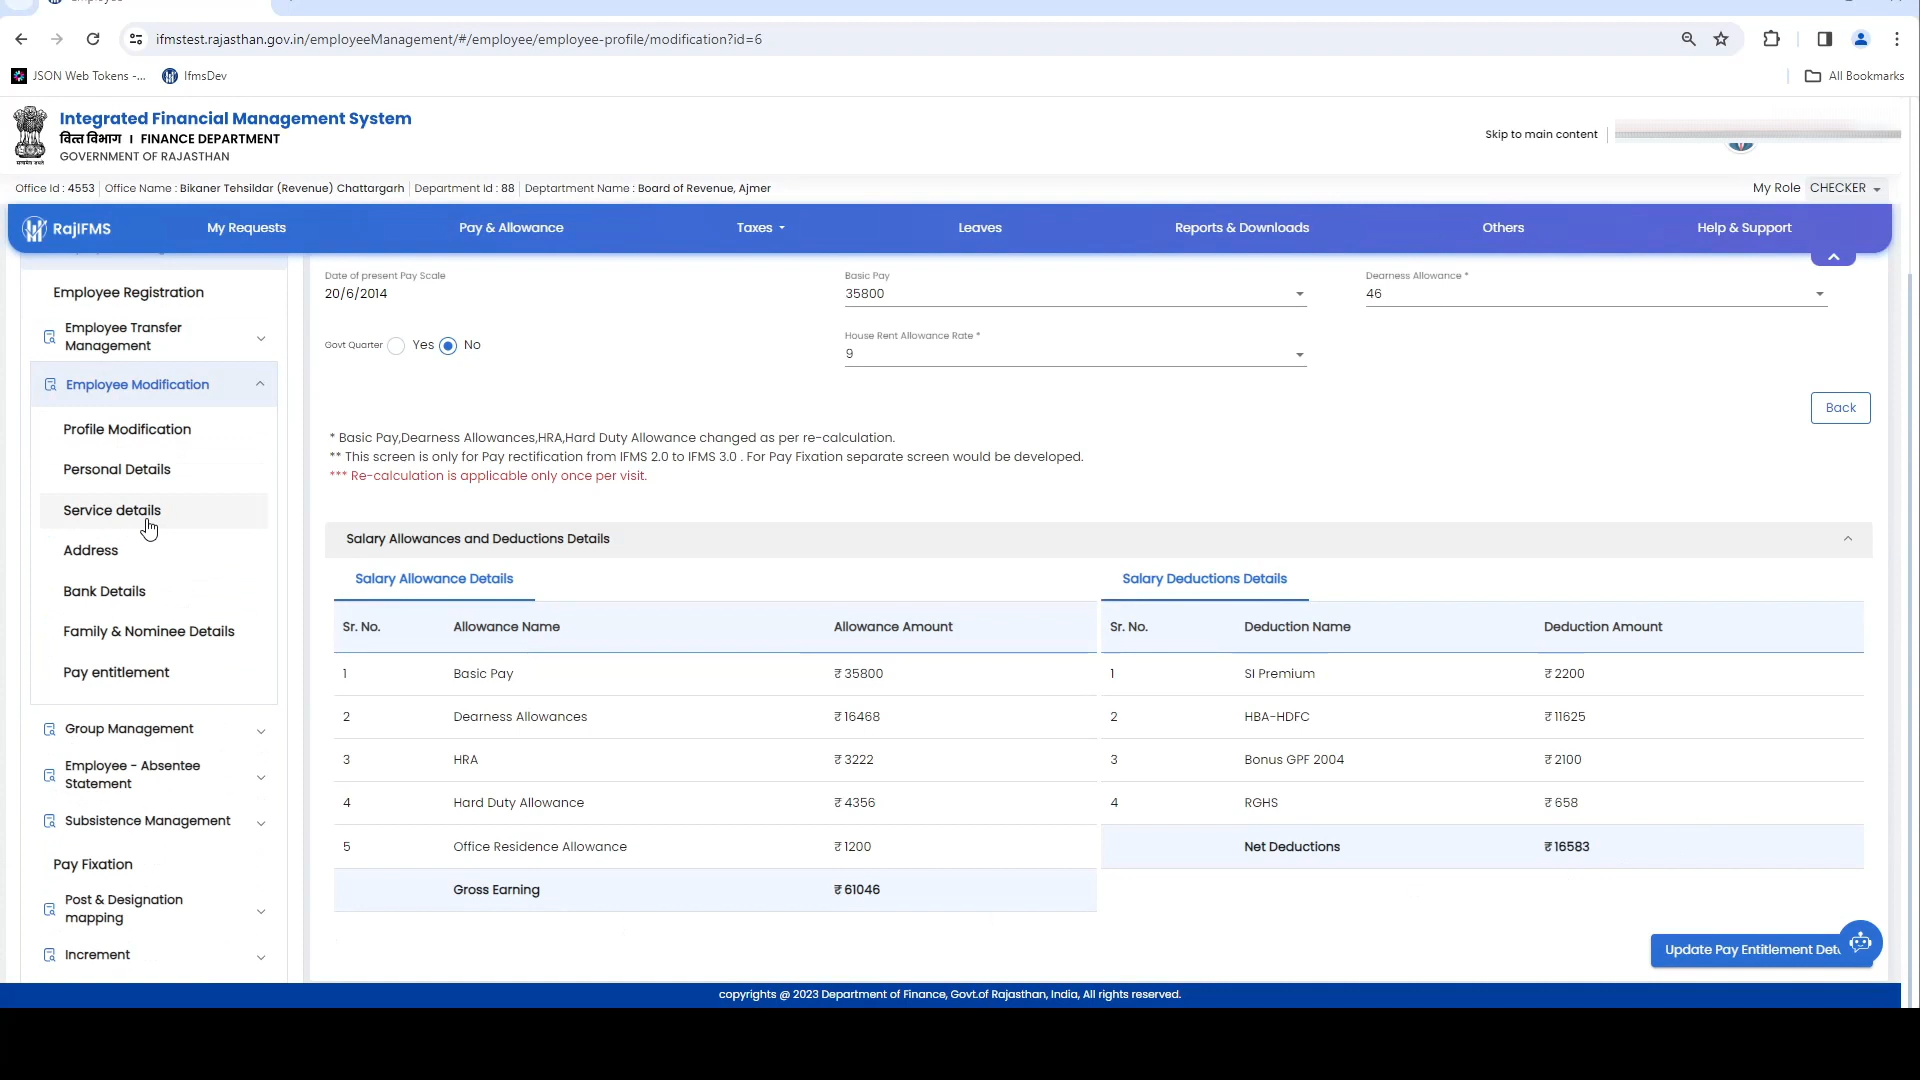 ifmstest.rajasthan.gov.in/employeeManagement/#/employee/employee-profile/modification?id=6
JSON Web Tokens -... IfmsDev All Bookmarks
Integrated Financial Management System
वित्त विभाग I FINANCE DEPARTMENT
GOVERNMENT OF RAJASTHAN
Skip to main content
Office Id : 4553 Office Name : Bikaner Tehsildar (Revenue) Chattargarh Department Id : 88 Deptartment Name : Board of Revenue, Ajmer
My Role CHECKER
RajIFMS My Requests Pay & Allowance Taxes Leaves Reports & Downloads Others Help & Support
Employee Registration
Employee Transfer
Management
Employee Modification
Profile Modification
Personal Details
Service details
Address
Bank Details
Family & Nominee Details
Pay entitlement
Group Management
Employee - Absentee
Statement
Subsistence Management
Pay Fixation
Post & Designation
mapping
Increment
Date of present Pay Scale
20/6/2014
Basic Pay
35800
Dearness Allowance *
46
Govt Quarter Yes No
House Rent Allowance Rate *
9
Back
* Basic Pay,Dearness Allowances,HRA,Hard Duty Allowance changed as per re-calculation.
** This screen is only for Pay rectification from IFMS 2.0 to IFMS 3.0 . For Pay Fixation separate screen would be developed.
*** Re-calculation is applicable only once per visit.
Salary Allowances and Deductions Details
Salary Allowance Details
Sr. No. Allowance Name Allowance Amount
1 Basic Pay ₹ 35800
2 Dearness Allowances ₹ 16468
3 HRA ₹ 3222
4 Hard Duty Allowance ₹ 4356
5 Office Residence Allowance ₹ 1200
Gross Earning ₹ 61046
Salary Deductions Details
Sr. No. Deduction Name Deduction Amount
1 SI Premium ₹ 2200
2 HBA-HDFC ₹ 11625
3 Bonus GPF 2004 ₹ 2100
4 RGHS ₹ 658
Net Deductions ₹ 16583
Update Pay Entitlement Det
copyrights @ 2023 Department of Finance, Govt.of Rajasthan, India, All rights reserved.